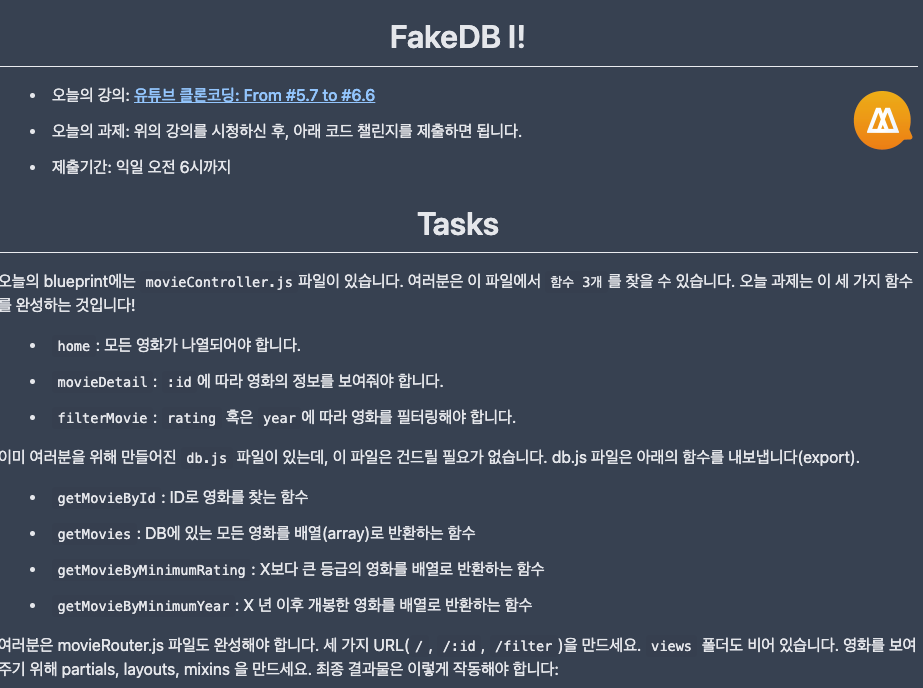 FakeDB I!
오늘의 강의: 유튜브 클론코딩: From #5.7 to #6.6
오늘의 과제: 위의 강의를 시청하신 후, 아래 코드 챌린지를 제출하면 됩니다.
제출기간: 익일 오전 6시까지
Tasks
오늘의 blueprint에는 movieController.js 파일이 있습니다. 여러분은 이 파일에서 함수 3개 를 찾을 수 있습니다. 오늘 과제는 이 세 가지 함수
를 완성하는 것입니다!
home : 모든 영화가 나열되어야 합니다.
movieDetail : :id 에 따라 영화의 정보를 보여줘야 합니다.
filterMovie : rating 혹은 year 에 따라 영화를 필터링해야 합니다.
이미 여러분을 위해 만들어진 db.js 파일이 있는데, 이 파일은 건드릴 필요가 없습니다. db.js 파일은 아래의 함수를 내보냅니다(export).
getMovieById : ID로 영화를 찾는 함수
getMovies : DB에 있는 모든 영화를 배열(array)로 반환하는 함수
getMovieByMinimumRating : X보다 큰 등급의 영화를 배열로 반환하는 함수
getMovieByMinimumYear : X 년 이후 개봉한 영화를 배열로 반환하는 함수
여러분은 movieRouter.js 파일도 완성해야 합니다. 세 가지 URL( / , /:id , /filter )을 만드세요. views 폴더도 비어 있습니다. 영화를 보여
주기 위해 partials, layouts, mixins 을 만드세요. 최종 결과물은 이렇게 작동해야 합니다: